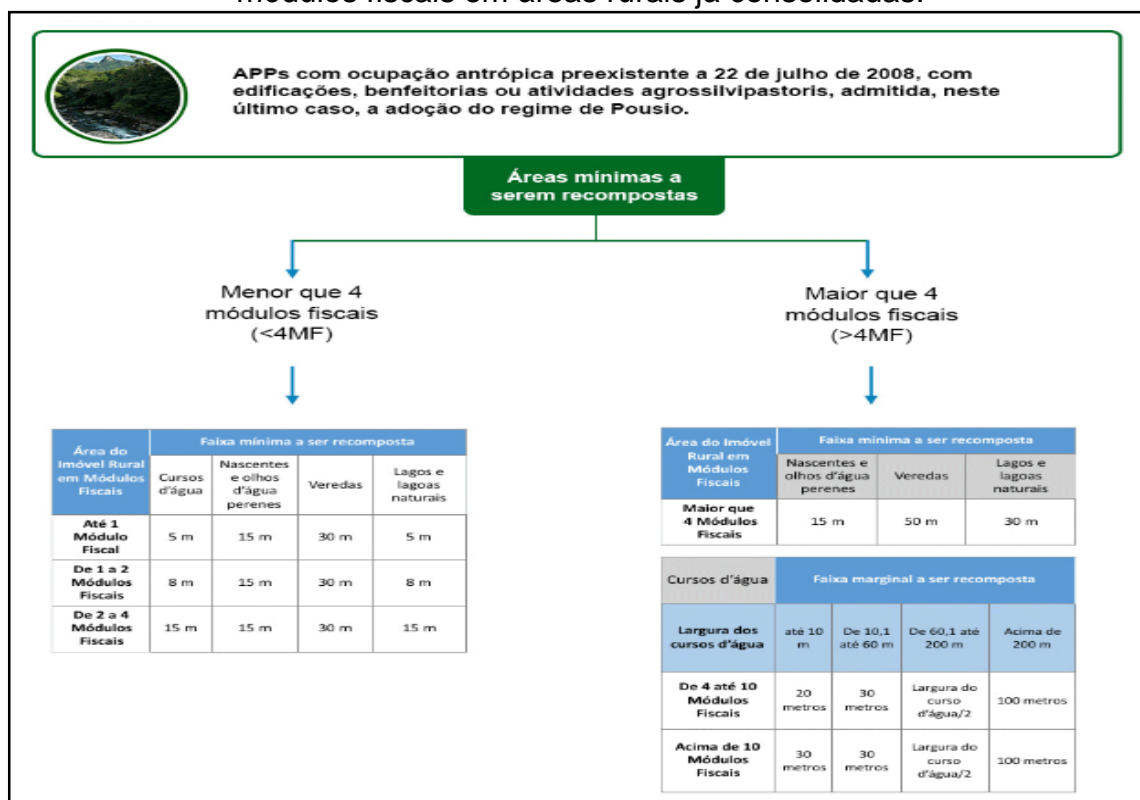 módulos fiscais em áreas rurais já consolidadas.
APPs com ocupação antrópica preexistente a 22 de julho de 2008, com
edificações, benfeitorias ou atividades agrossilvipastoris, admitida, neste
último caso, a adoção do regime de Pousio.
Áreas mínimas a
serem recompostas
Menor que 4
módulos fiscais
(<4MF)
Maior que 4
módulos fiscais
(>4MF)
Área do
Imóvel Rural
em Módulos
Fiscais
Faixa mínima a ser recomposta
Cursos
d'água
Nascentes
e olhos
d'água
perenes
Veredas
Lagos e
lagoas
naturais
Até 1
Módulo
Fiscal
5 m
15 m
30 m
5 m
De 1 a 2
Módulos
Fiscais
8 m
15 m
30 m
8 m
De 2 a 4
Módulos
Fiscais
15 m
15 m
30 m
15 m
Área do Imóvel
Rural em
Módulos
Fiscais
Faixa mínima a ser recomposta
Nascentes e
olhos d'água
perenes
Veredas
Lagos e
lagoas
naturais
Maior que
4 Módulos
Fiscais
15 m
50 m
30 m
Cursos d'água
Faixa marginal a ser recomposta
Largura dos
cursos d'água
até 10
m
De 10,1
até 60 m
De 60,1 até
200 m
Acima de
200 m
De 4 até 10
Módulos
Fiscais
20
metros
30
metros
Largura do
curso
d'água/2
100 metros
Acima de 10
Módulos
Fiscais
30
metros
30
metros
Largura do
curso
d'água/2
100 metros